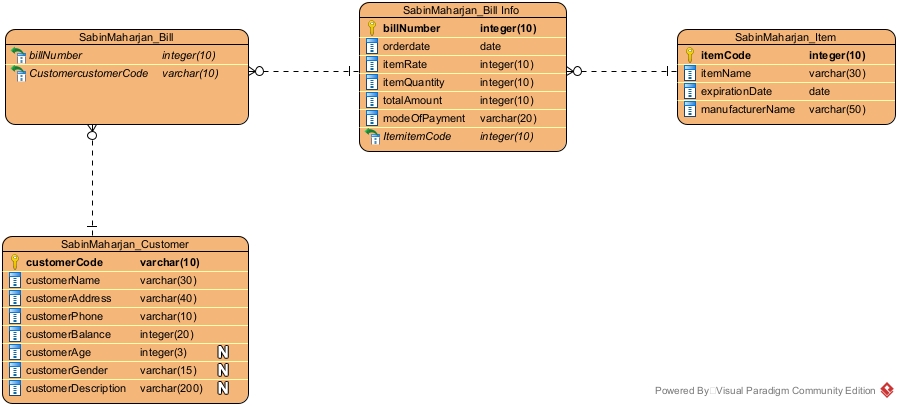 SabinMaharjan_Bill
billNumber integer(10)
CustomercustomerCode varchar(10)
SabinMaharjan_Bill Info
billNumber integer(10)
orderdate date
itemRate integer(10)
itemQuantity integer(10)
totalAmount integer(10)
modeOfPayment varchar(20)
ItemitemCode integer(10)
SabinMaharjan_Item
itemCode integer(10)
itemName varchar(30)
expirationDate date
manufacturerName varchar(50)
SabinMaharjan_Customer
customerCode varchar(10)
customerName varchar(30)
customerAddress varchar(40)
customerPhone varchar(10)
customerBalance integer(20)
customerAge integer(3) N
customerGender varchar(15) N
customerDescription varchar(200) N
Powered By Visual Paradigm Community Edition